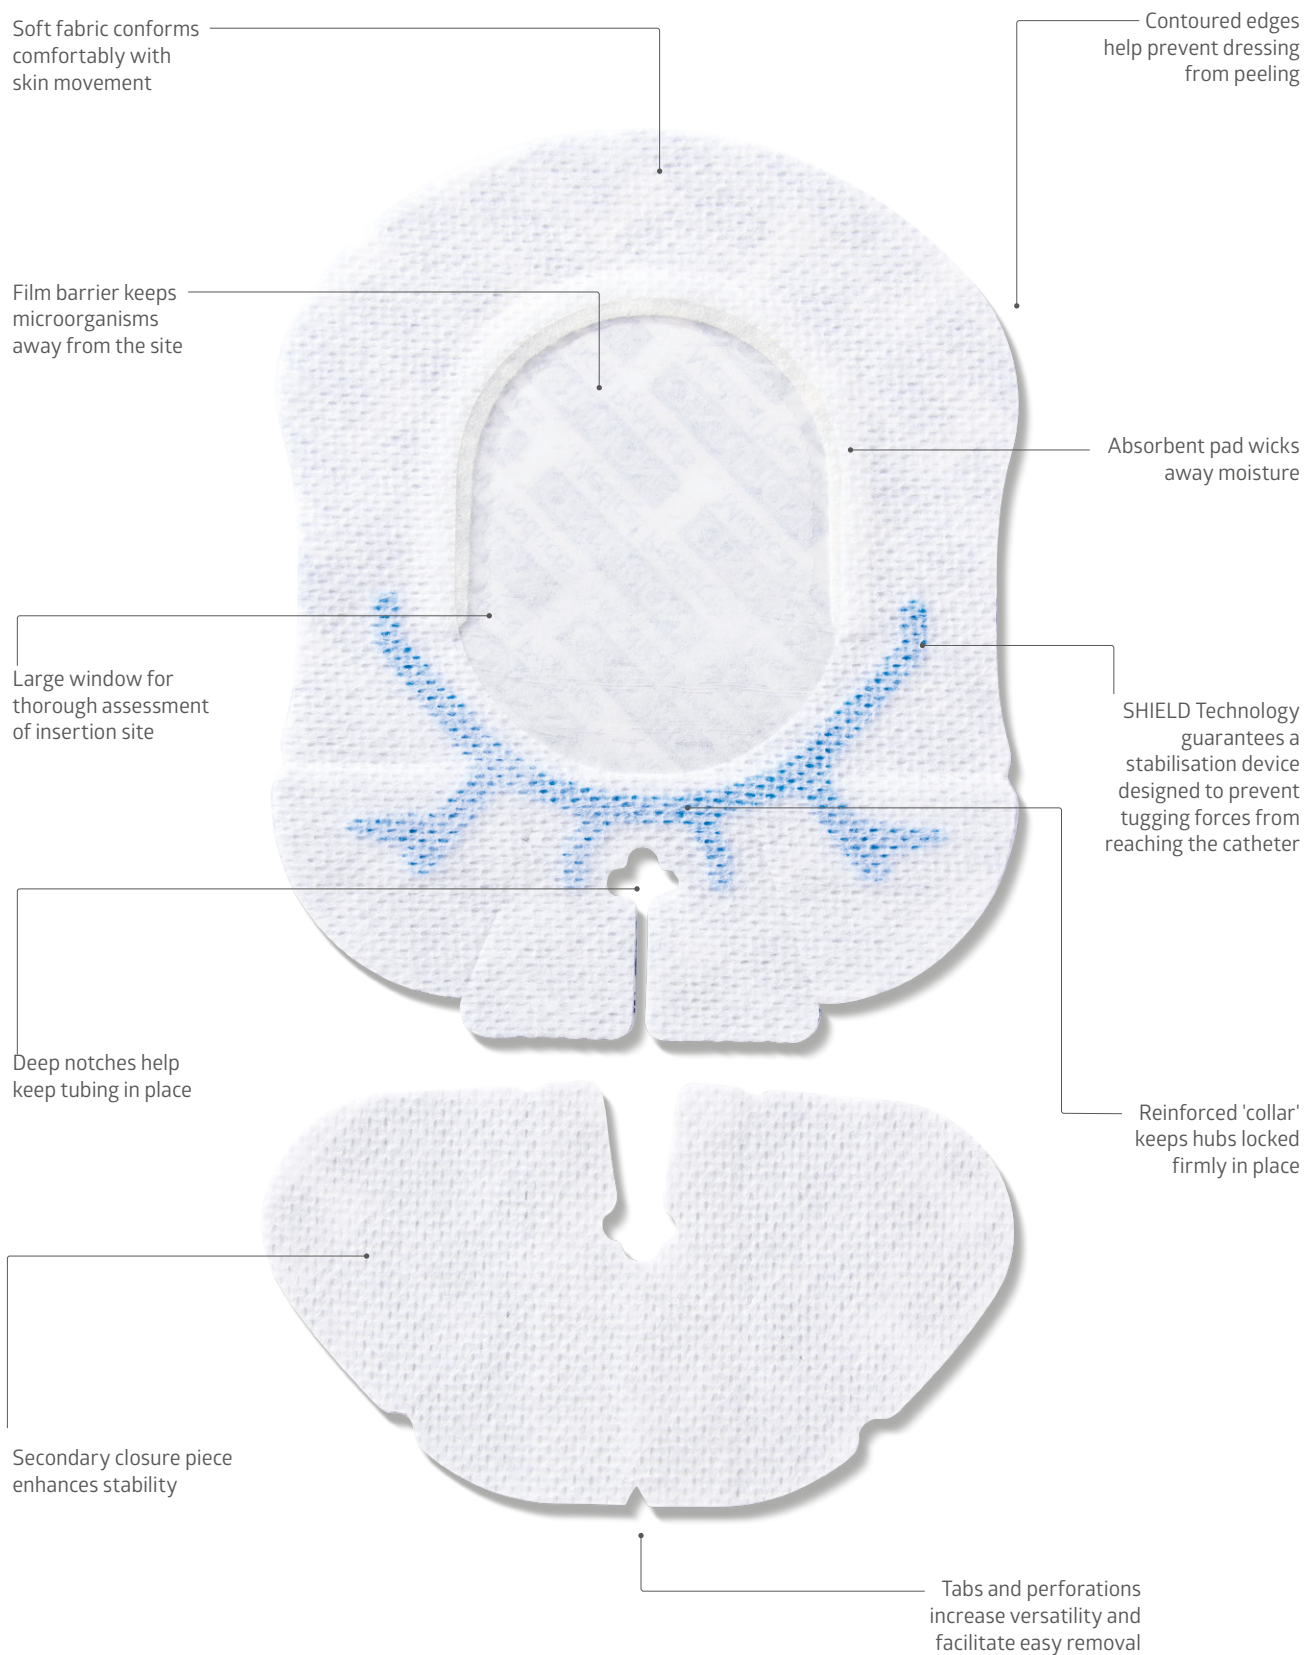 Soft fabric conforms
comfortably with
skin movement
Contoured edges
help prevent dressing
from peeling
Film barrier keeps
microorganisms
away from the site
Absorbent pad wicks
away moisture
Large window for
thorough assessment
of insertion site
SHIELD Technology
guarantees a
stabilisation device
designed to prevent
tugging forces from
reaching the catheter
Deep notches help
keep tubing in place
Reinforced 'collar'
keeps hubs locked
firmly in place
Secondary closure piece
enhances stability
Tabs and perforations
increase versatility and
facilitate easy removal